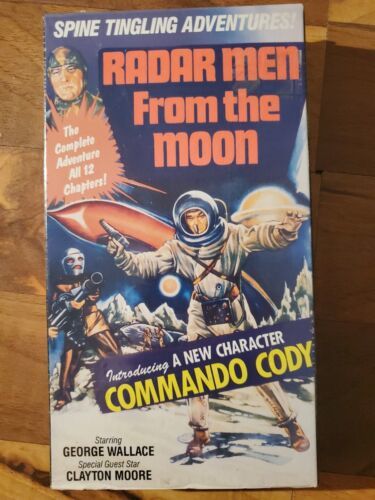 SPINE TINGLING ADVENTURES!
RADAR MEN
From the
moon
The
Complete
Adventure
All 12
Chapters!
Introducing A NEW CHARACTER
COMMANDO CODY
Starring
GEORGE WALLACE
Special Guest Star
CLAYTON MOORE